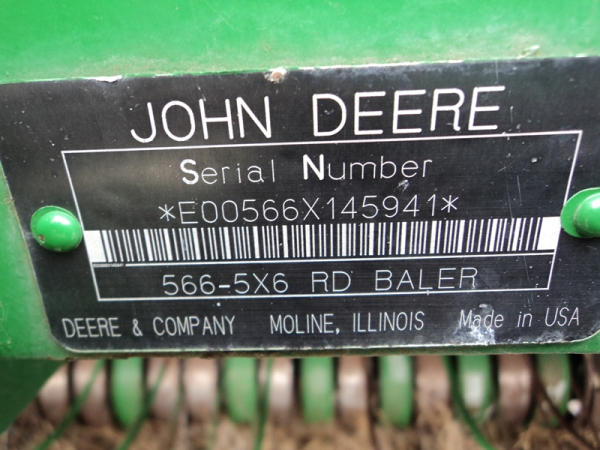 JOHN DEERE
Serial Number
*E00566X145941*
566-5X6 RD BALER
DEERE & COMPANY MOLINE, ILLINOIS Made in USA